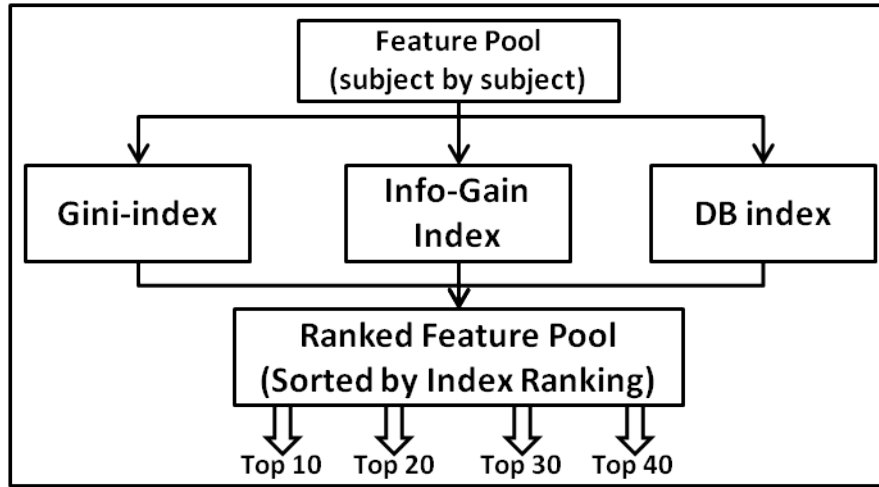 Feature Pool
(subject by subject)
Gini-index
Info-Gain
Index
DB index
Ranked Feature Pool
(Sorted by Index Ranking)
Top 10
Top 20
Top 30
Top 40